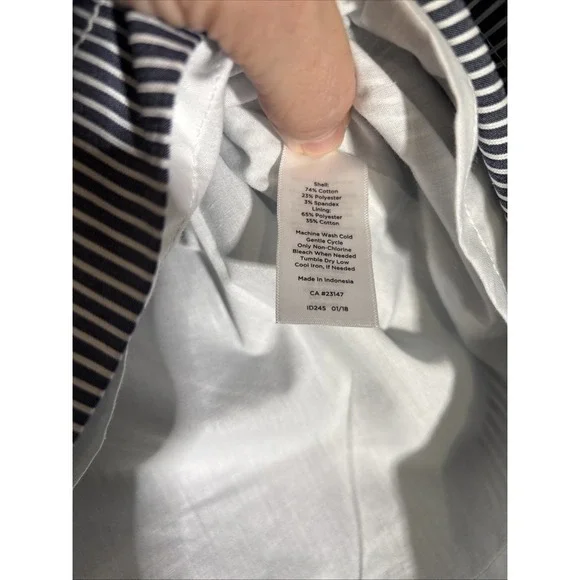 Shell:
74% Cotton
23% Polyester
3% Spandex
Lining:
65% Polyester
35% Cotton
Machine Wash Cold
Gentle Cycle
Only Non-Chlorine
Bleach When Needed
Tumble Dry Low
Cool Iron, If Needed
Made In Indonesia
CA #23147
ID245 01/18